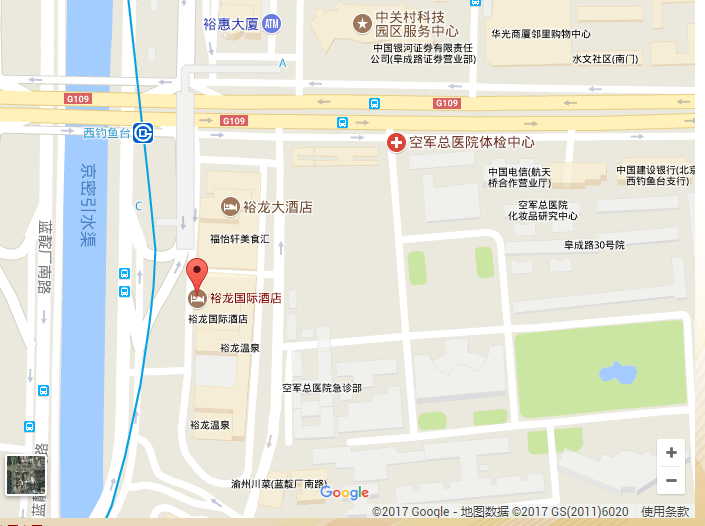 中关村科技
园区服务中心
裕惠大厦
ATM
华光商厦邻里购物中心
中国银河证券有限责任
公司(阜成路证券营业部)
水文社区(南门)
A
G109
G109
G109
西钓鱼台
空军总医院体检中心
京密引水渠
中国电信(航天
桥合作营业厅)
中国建设银行(北京
西钓鱼台支行)
C
裕龙大酒店
空军总医院
化妆品研究中心
蓝靛厂南路
福怡轩美食汇
阜成路30号院
裕龙国际酒店
裕龙国际酒店
裕龙温泉
空军总医院急诊部
裕龙温泉
渝州川菜(蓝靛厂南路)
Google
©2017 Google - 地图数据 ©2017 GS(2011)6020
使用条款